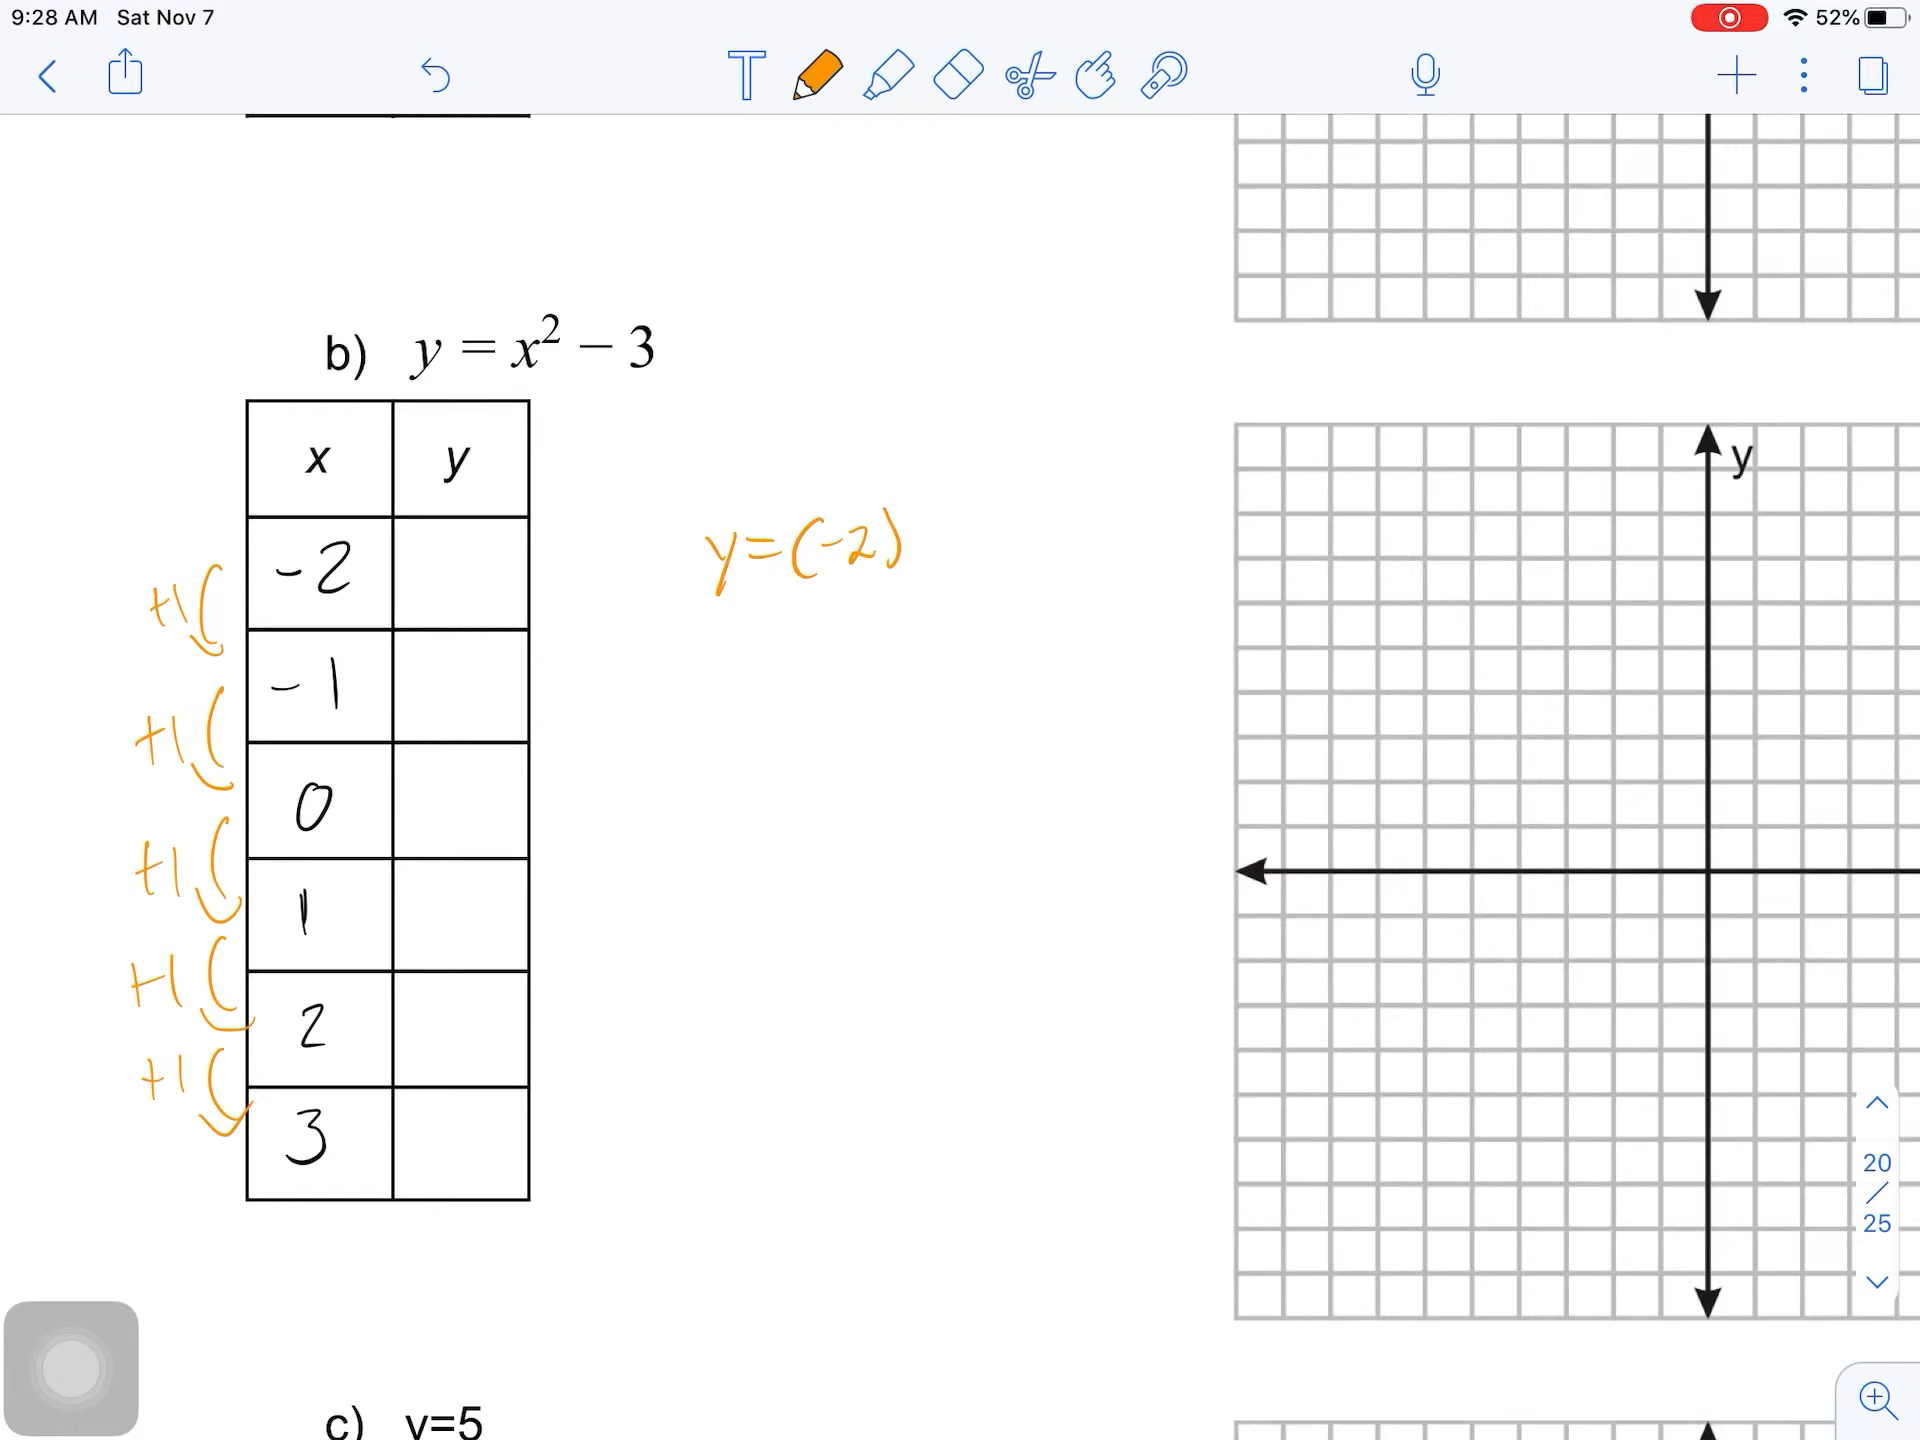 9:28 AM Sat Nov 7
52%
T
b) y = x² − 3
x y
-2
-1
0
1
2
3
+1
+1
+1
+1
+1
y=(-2)
y
20
/
25
c) y=5